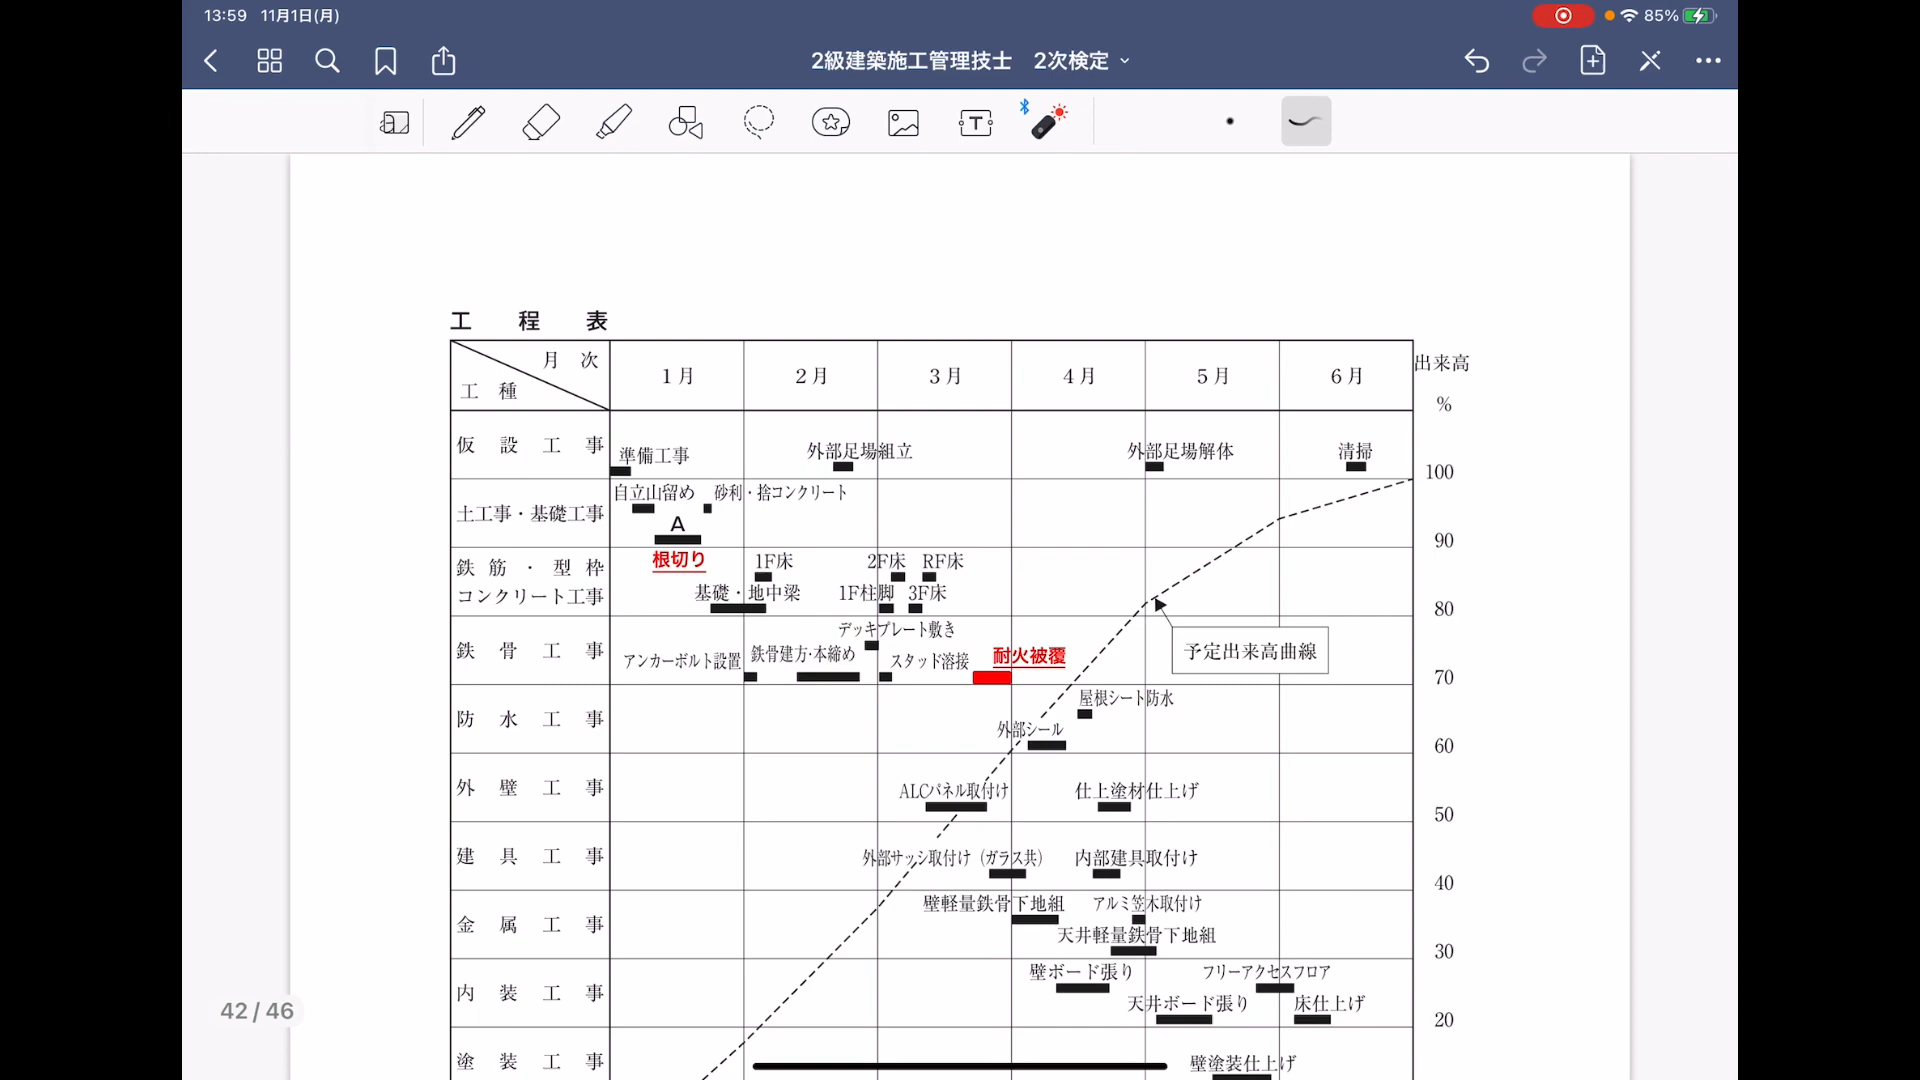 13:59 11月1日(月)
85%
2級建築施工管理技士 2次検定
工程表
月次
工種
1月 2月 3月 4月 5月 6月
出来高
%
仮設工事
準備工事 外部足場組立 外部足場解体 清掃
100
土工事・基礎工事
自立山留め 砂利・捨コンクリート
A
90
根切り
鉄筋・型枠
コンクリート工事
1F床 2F床 RF床
基礎・地中梁 1F柱脚 3F床
80
鉄骨工事
デッキプレート敷き
アンカーボルト設置 鉄骨建方・本締め スタッド溶接 耐火被覆
予定出来高曲線
70
防水工事
屋根シート防水
外部シール
60
外壁工事
ALCパネル取付け 仕上塗材仕上げ
50
建具工事
外部サッシ取付け(ガラス共) 内部建具取付け
40
金属工事
壁軽量鉄骨下地組 アルミ笠木取付け
天井軽量鉄骨下地組
30
内装工事
壁ボード張り フリーアクセスフロア
天井ボード張り 床仕上げ
20
塗装工事
壁塗装仕上げ
42 / 46